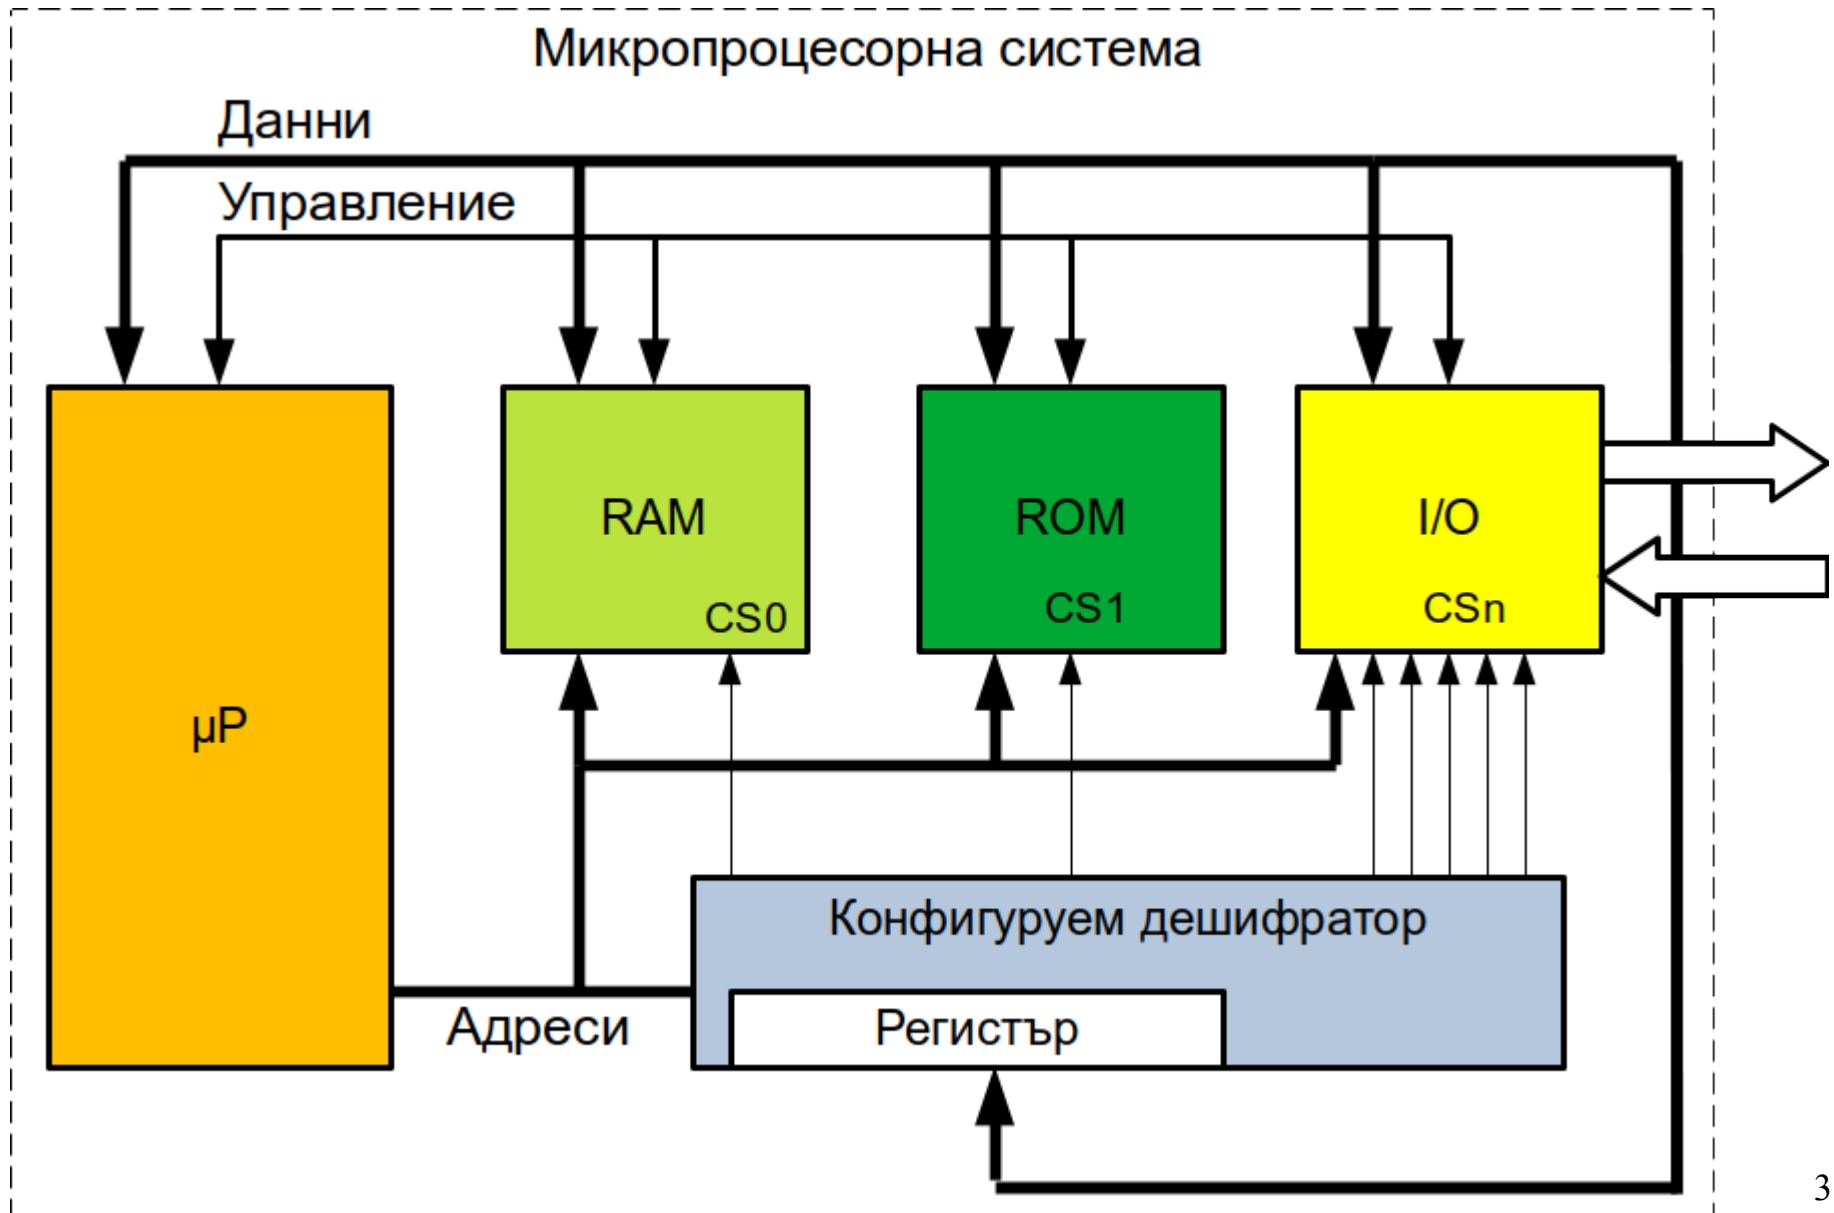 Микропроцесорна система
Данни
Управление
RAM
CS0
ROM
CS1
I/O
CSn
µP
Конфигуруем дешифратор
Адреси
Регистър
3